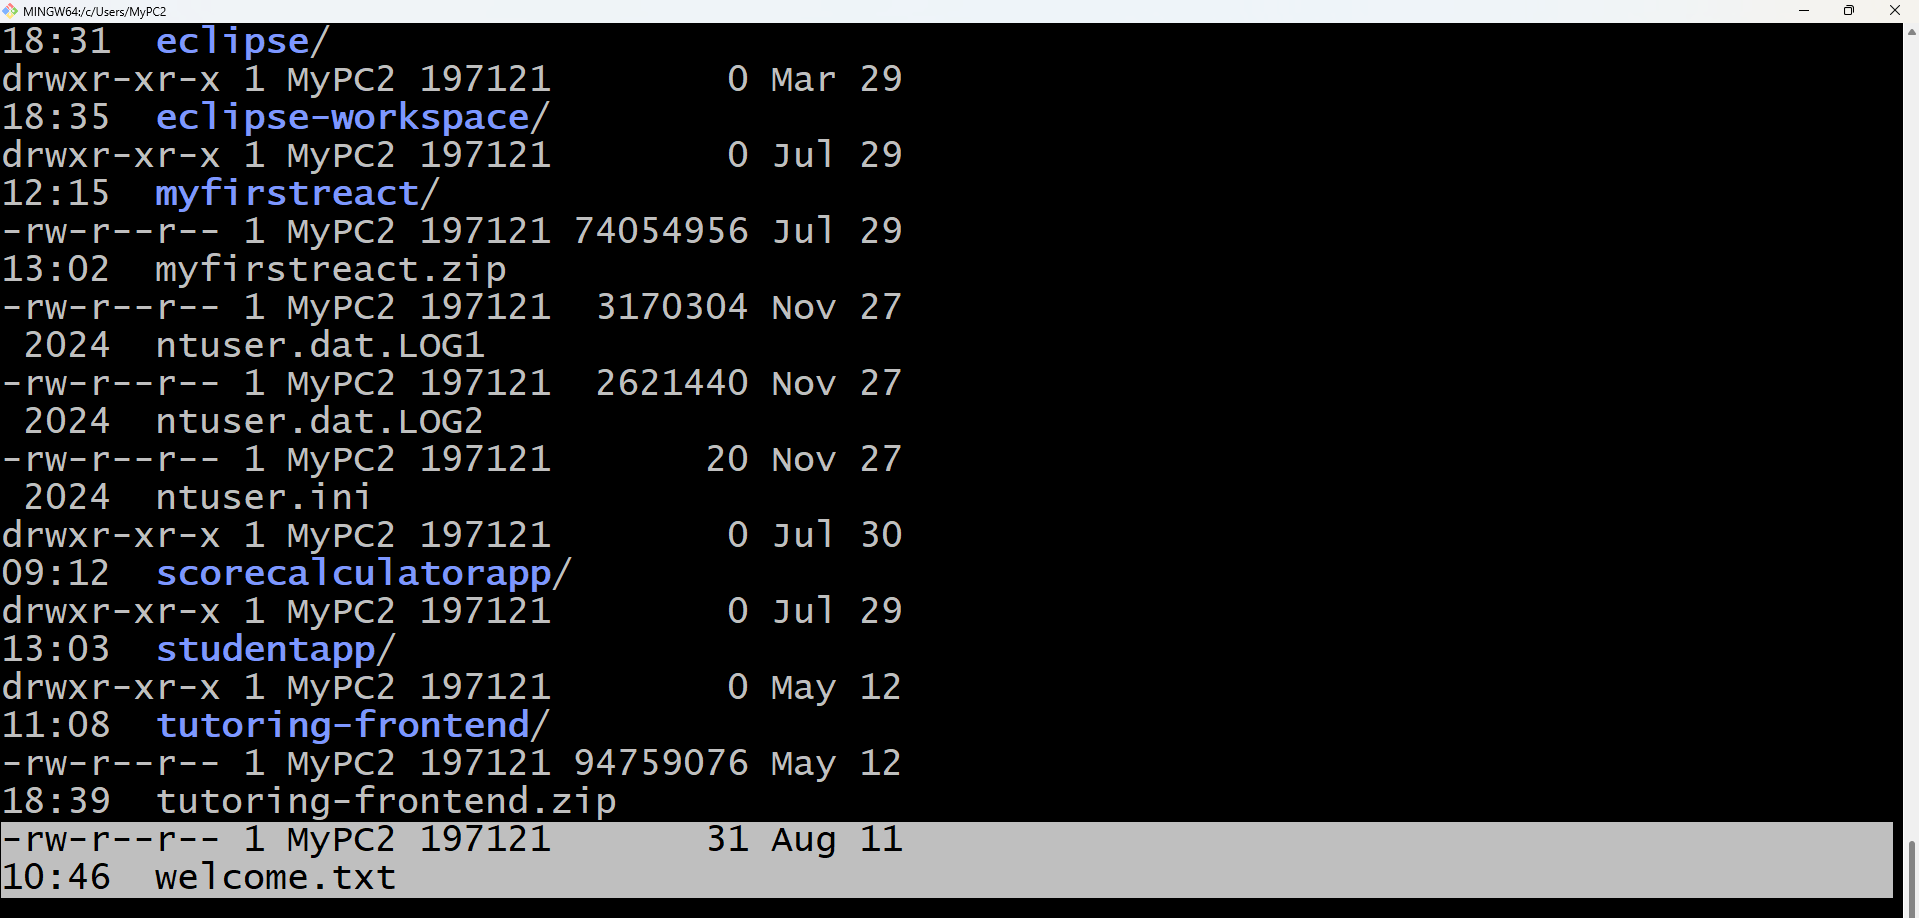 MINGW64:/c/Users/MyPC2
18:31  eclipse/
drwxr-xr-x 1 MyPC2 197121        0 Mar 29
18:35  eclipse-workspace/
drwxr-xr-x 1 MyPC2 197121        0 Jul 29
12:15  myfirstreact/
-rw-r--r-- 1 MyPC2 197121 74054956 Jul 29
13:02  myfirstreact.zip
-rw-r--r-- 1 MyPC2 197121  3170304 Nov 27
 2024  ntuser.dat.LOG1
-rw-r--r-- 1 MyPC2 197121  2621440 Nov 27
 2024  ntuser.dat.LOG2
-rw-r--r-- 1 MyPC2 197121       20 Nov 27
 2024  ntuser.ini
drwxr-xr-x 1 MyPC2 197121        0 Jul 30
09:12  scorecalculatorapp/
drwxr-xr-x 1 MyPC2 197121        0 Jul 29
13:03  studentapp/
drwxr-xr-x 1 MyPC2 197121        0 May 12
11:08  tutoring-frontend/
-rw-r--r-- 1 MyPC2 197121 94759076 May 12
18:39  tutoring-frontend.zip
-rw-r--r-- 1 MyPC2 197121       31 Aug 11
10:46  welcome.txt